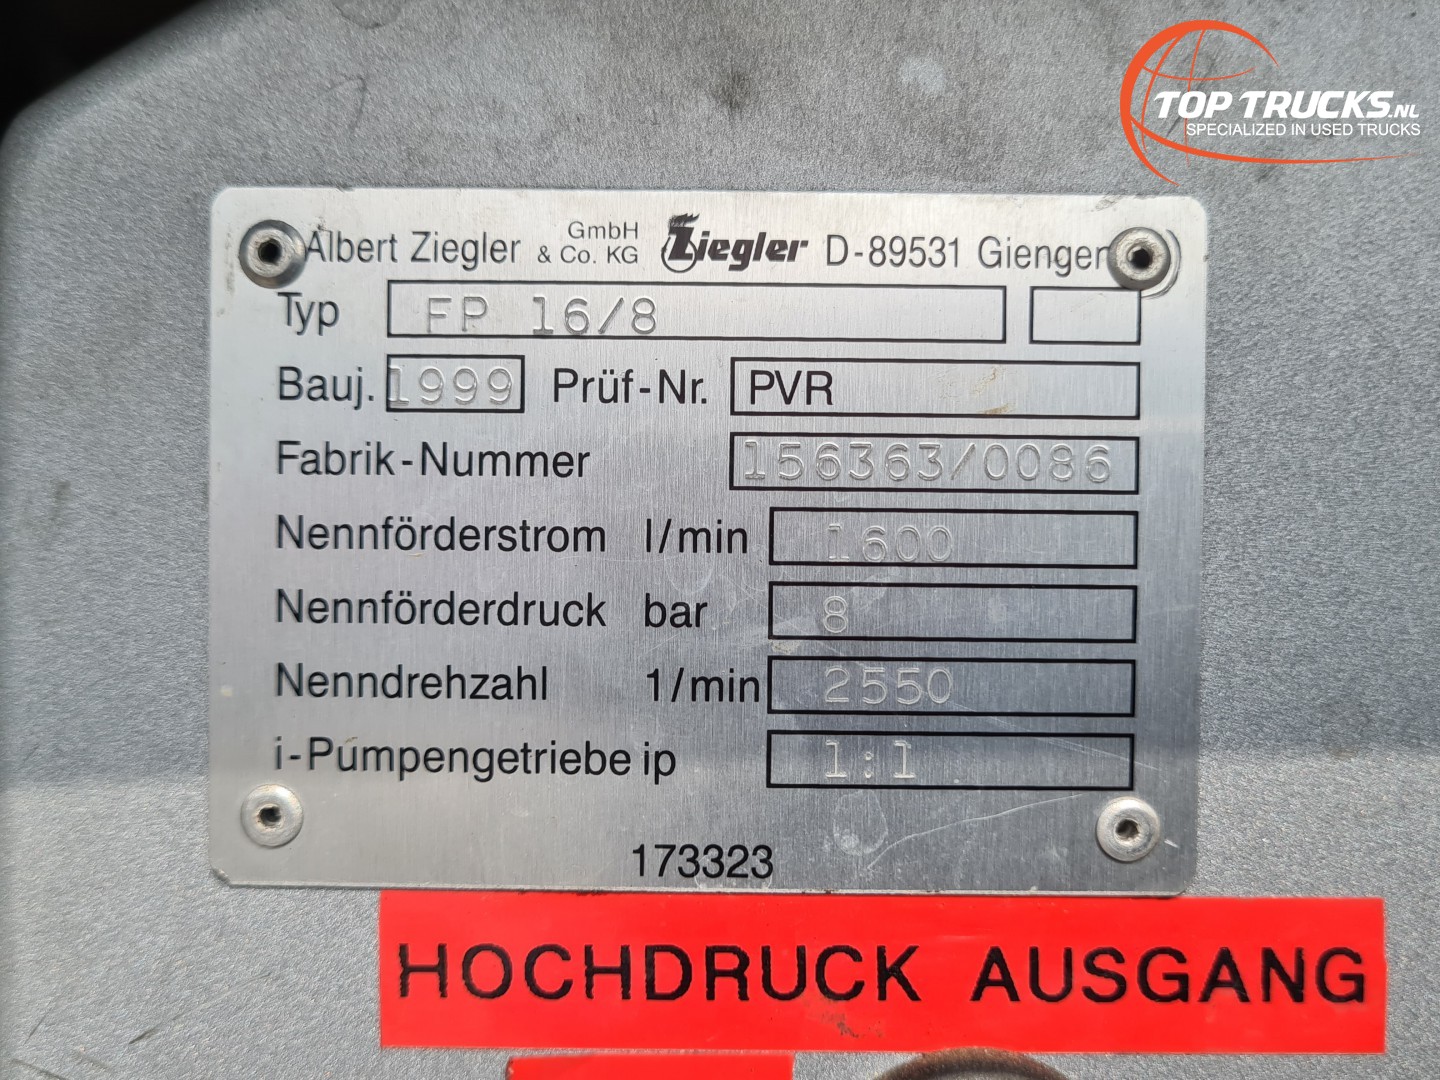 TOP TRUCKS.NL
SPECIALIZED IN USED TRUCKS
Albert Ziegler GmbH & Co. KG Ziegler D-89531 Giengen
Typ FP 16/8
Bauj. 1999 Prüf-Nr. PVR
Fabrik-Nummer 156363/0086
Nennförderstrom l/min 1600
Nennförderdruck bar 8
Nenndrehzahl 1/min 2550
i-Pumpengetriebe ip 1:1
173323
HOCHDRUCK AUSGANG